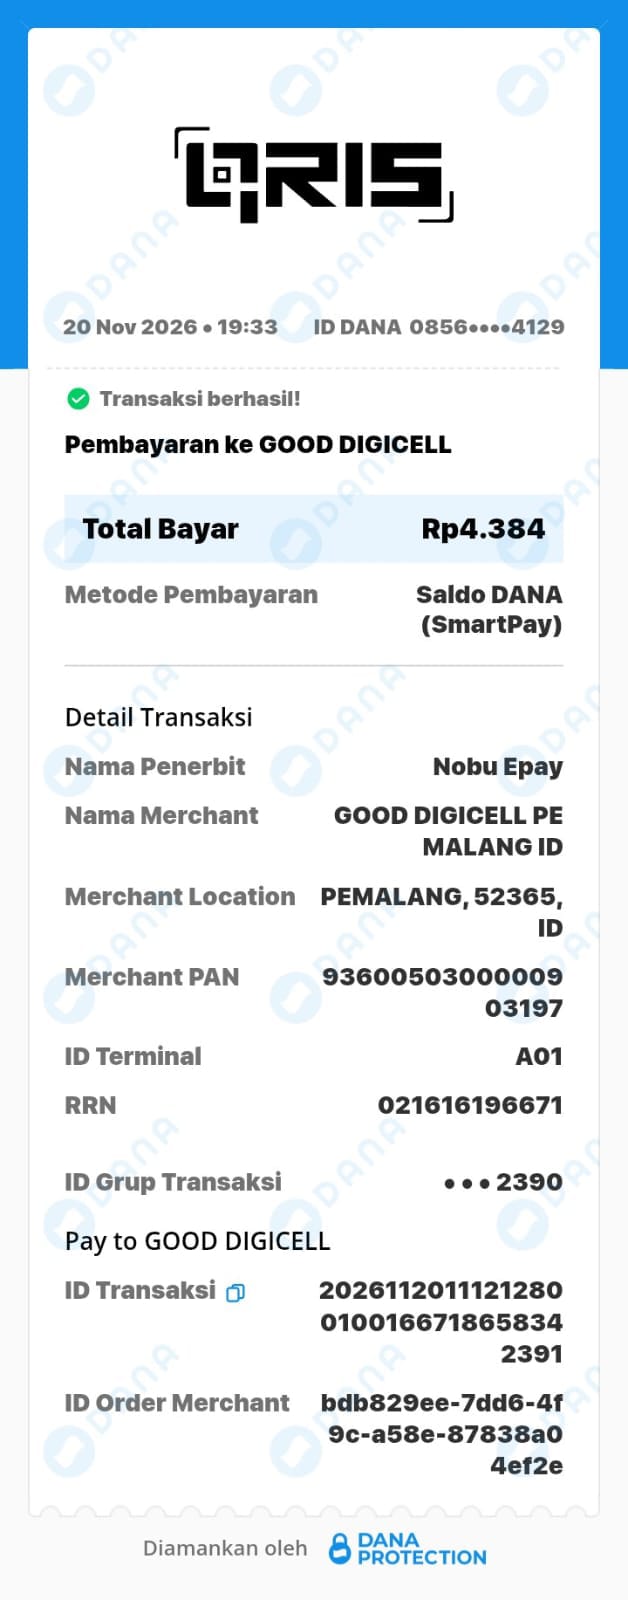 QRIS
20 Nov 2026 • 19:33 ID DANA 0856••••4129
Transaksi berhasil!
Pembayaran ke GOOD DIGICELL
Total Bayar Rp4.384
Metode Pembayaran Saldo DANA
(SmartPay)
Detail Transaksi
Nama Penerbit Nobu Epay
Nama Merchant GOOD DIGICELL PE
MALANG ID
Merchant Location PEMALANG, 52365,
ID
Merchant PAN 93600503000009
03197
ID Terminal A01
RRN 021616196671
ID Grup Transaksi •••2390
Pay to GOOD DIGICELL
ID Transaksi 2026112011121280
010016671865834
2391
ID Order Merchant bdb829ee-7dd6-4f
9c-a58e-87838a0
4ef2e
Diamankan oleh DANA
PROTECTION